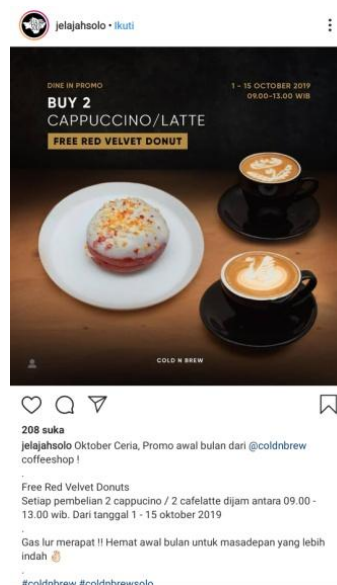 jelajahsolo • Ikuti
DINE IN PROMO
BUY 2
CAPPUCCINO/LATTE
FREE RED VELVET DONUT
1 - 15 OCTOBER 2019
09.00-13.00 WIB
COLD N BREW
208 suka
jelajahsolo Oktober Ceria, Promo awal bulan dari @coldnbrew
coffeeshop !
.
Free Red Velvet Donuts
Setiap pembelian 2 cappucino / 2 cafelatte dijam antara 09.00 -
13.00 wib. Dari tanggal 1 - 15 oktober 2019
.
Gas lur merapat !! Hemat awal bulan untuk masadepan yang lebih
indah 👌🏻
.
#coldnbrew #coldnbrewsolo